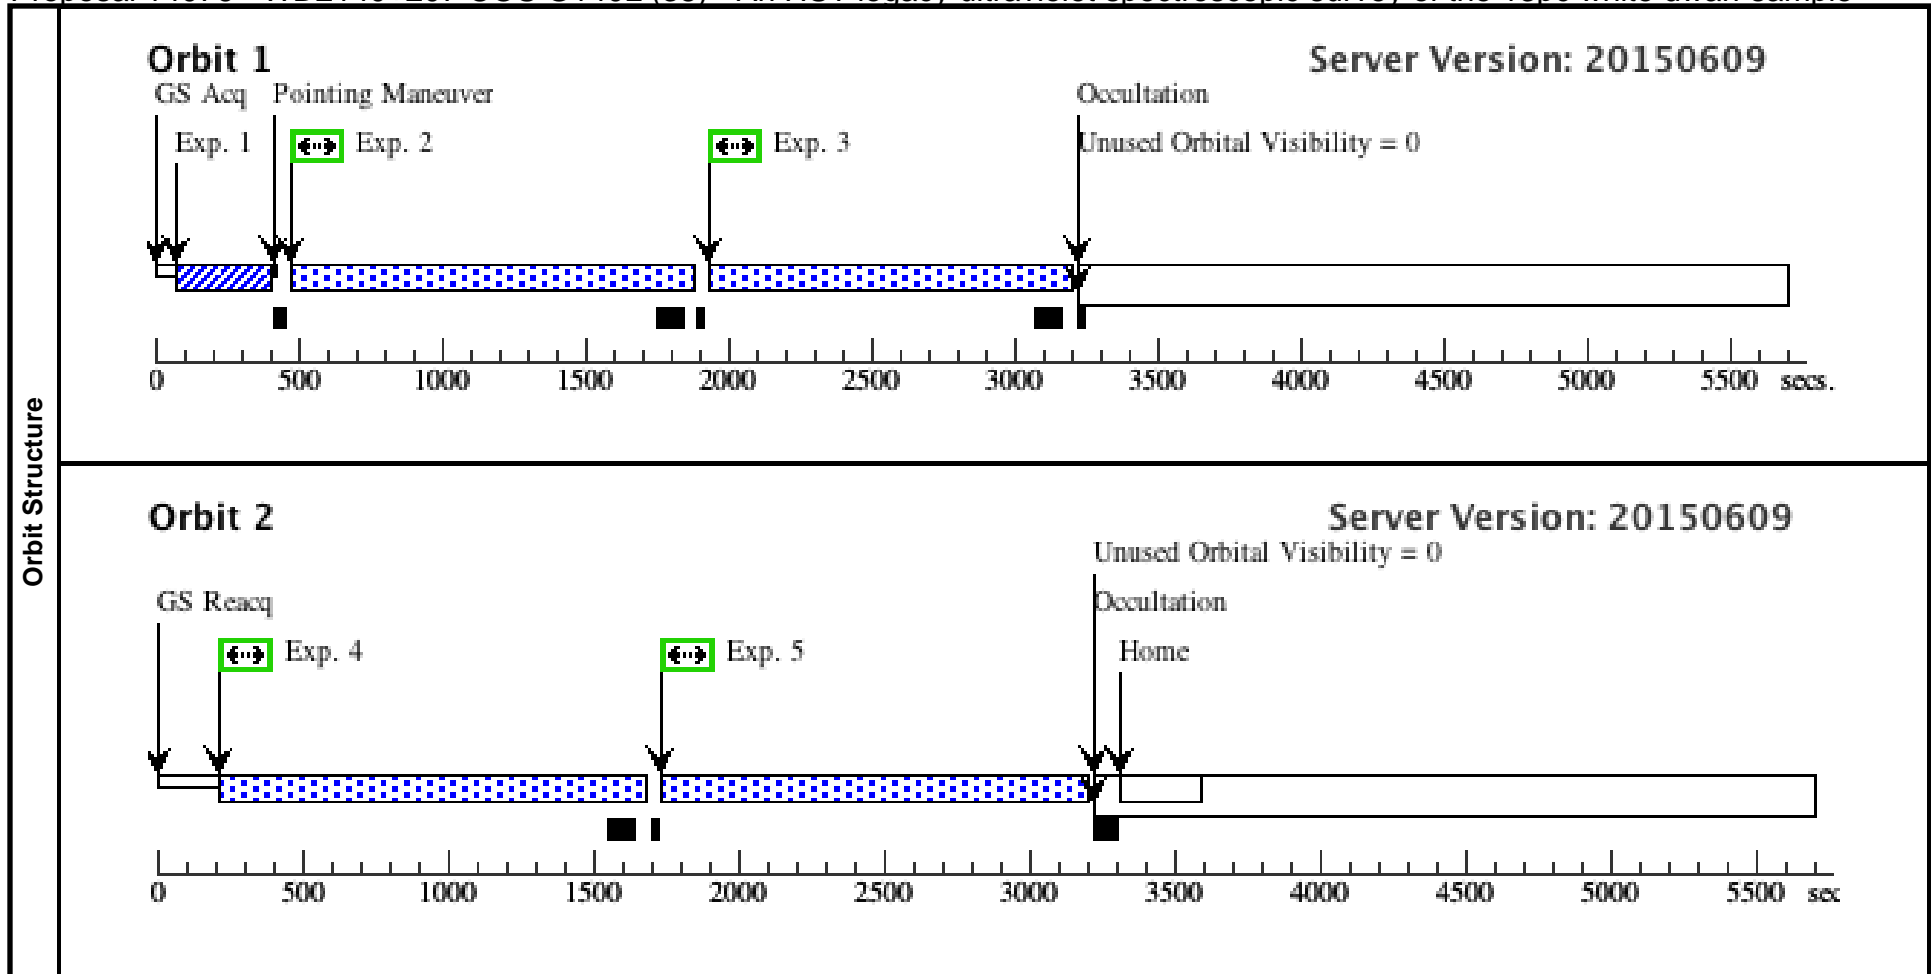 Orbit Structure
Orbit 1
Server Version: 20150609
GS Acq
Pointing Maneuver
Occultation
Exp. 1
Exp. 2
Exp. 3
Unused Orbital Visibility = 0
0 500 1000 1500 2000 2500 3000 3500 4000 4500 5000 5500 secs.
Orbit 2
Server Version: 20150609
Unused Orbital Visibility = 0
GS Reacq
Occultation
Exp. 4
Exp. 5
Home
0 500 1000 1500 2000 2500 3000 3500 4000 4500 5000 5500 sec